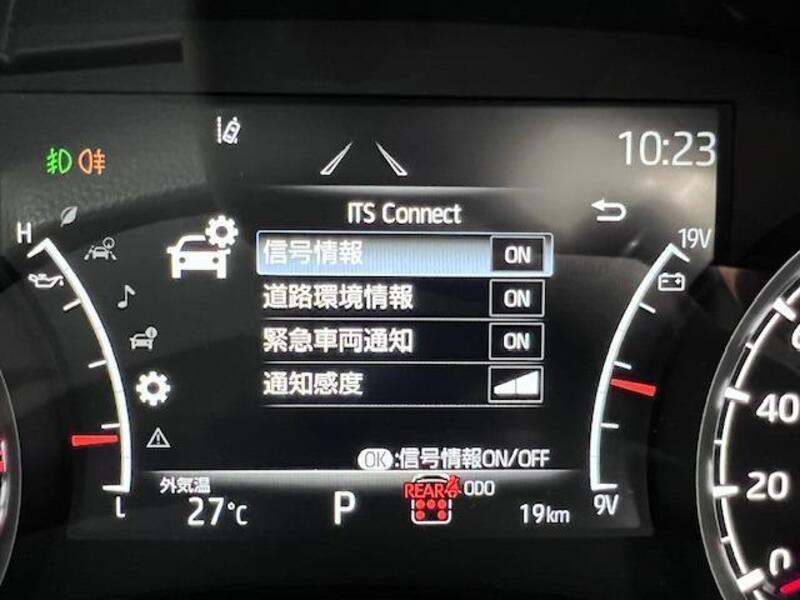 10:23
ITS Connect
H
19V
信号情報 ON
道路環境情報 ON
緊急車両通知 ON
通知感度
OK:信号情報ON/OFF
L
9V
外気温
27℃
P
REAR
ODO
19km
40
20
0